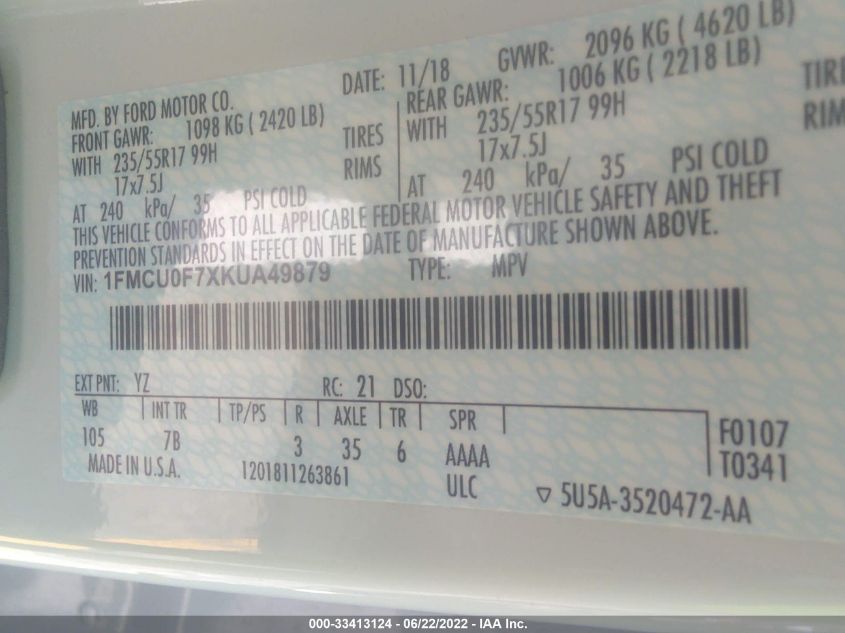 MFD. BY FORD MOTOR CO. DATE: 11/18 GVWR: 2096 KG ( 4620 LB)
FRONT GAWR: 1098 KG ( 2420 LB) REAR GAWR: 1006 KG ( 2218 LB)
WITH 235/55R17 99H TIRES WITH 235/55R17 99H TIRE
17x7.5J RIMS 17x7.5J RIM
AT 240 kPa/ 35 PSI COLD AT 240 kPa/ 35 PSI COLD
THIS VEHICLE CONFORMS TO ALL APPLICABLE FEDERAL MOTOR VEHICLE SAFETY AND THEFT
PREVENTION STANDARDS IN EFFECT ON THE DATE OF MANUFACTURE SHOWN ABOVE.
VIN: 1FMCU0F7XKUA49879 TYPE: MPV
EXT PNT: YZ RC: 21 DSO:
WB INT TR TP/PS R AXLE TR SPR
105 7B 3 35 6 AAAA
F0107
T0341
MADE IN U.S.A. 1201811263861 ULC ▽ 5U5A-3520472-AA
000-33413124 - 06/22/2022 - IAA Inc.